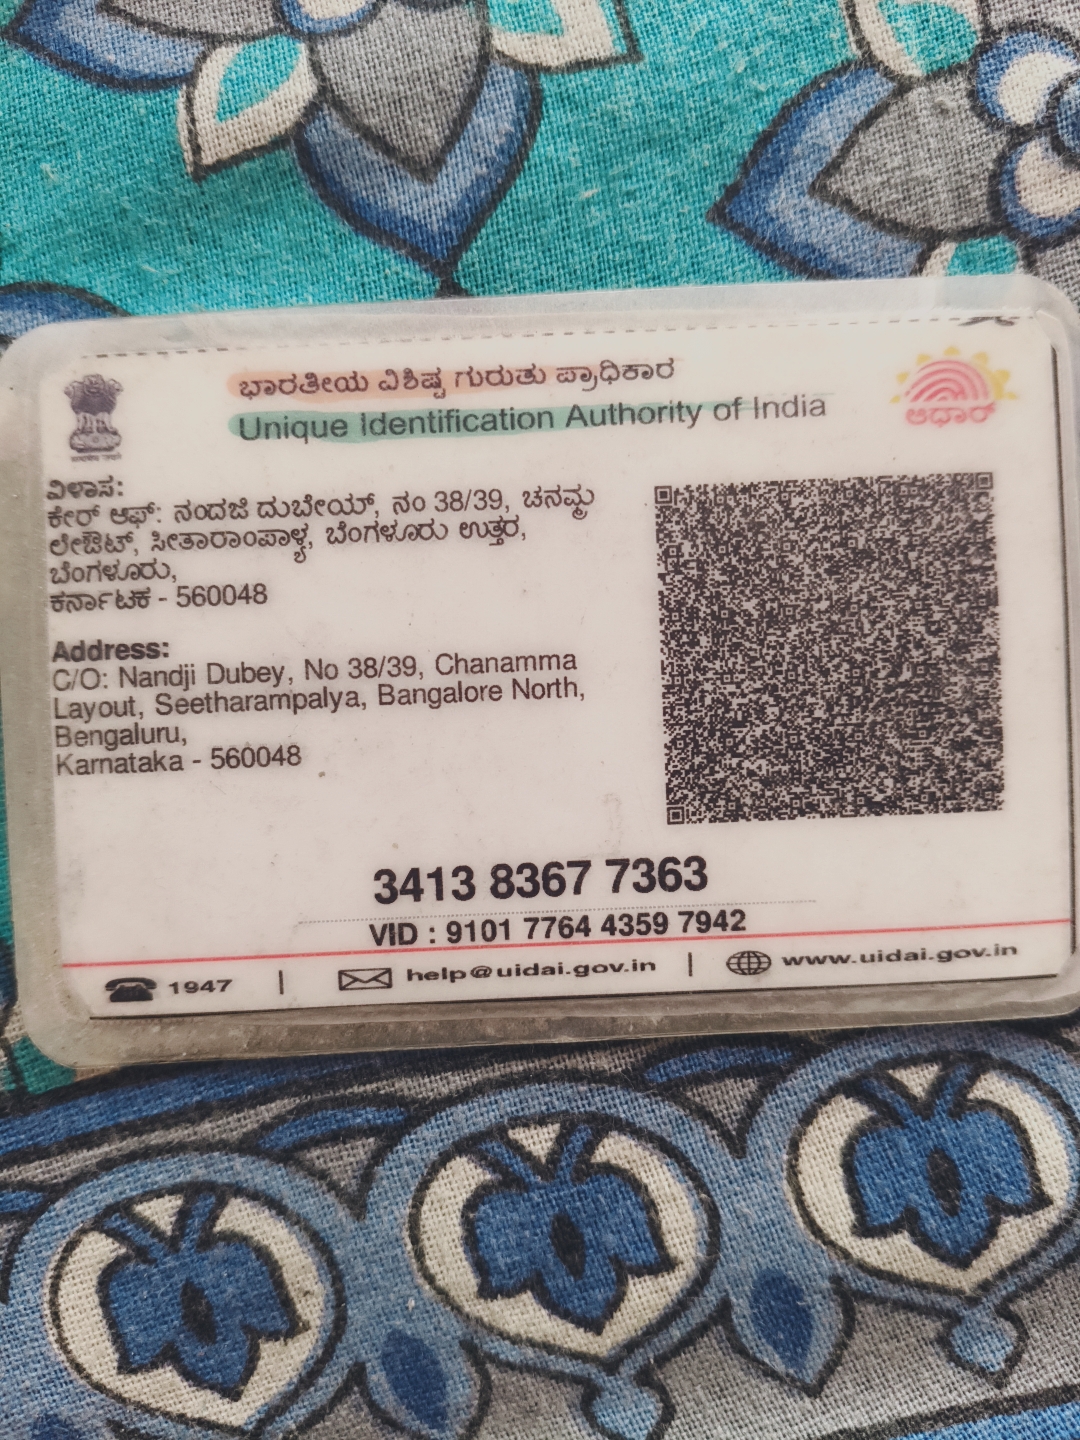 ಭಾರತೀಯ ವಿಶಿಷ್ಟ ಗುರುತು ಪ್ರಾಧಿಕಾರ
Unique Identification Authority of India
ಆಧಾರ್
ವಿಳಾಸ:
ಕೇರ್ ಆಫ್: ನಂದಜಿ ದುಬೇಯ್, ನಂ 38/39, ಚನಮ್ಮ
ಲೇಔಟ್, ಸೀತಾರಾಂಪಾಳ್ಯ, ಬೆಂಗಳೂರು ಉತ್ತರ,
ಬೆಂಗಳೂರು,
ಕರ್ನಾಟಕ - 560048
Address:
C/O: Nandji Dubey, No 38/39, Chanamma
Layout, Seetharampalya, Bangalore North,
Bengaluru,
Karnataka - 560048
3413 8367 7363
VID : 9101 7764 4359 7942
1947 | help@uidai.gov.in | www.uidai.gov.in